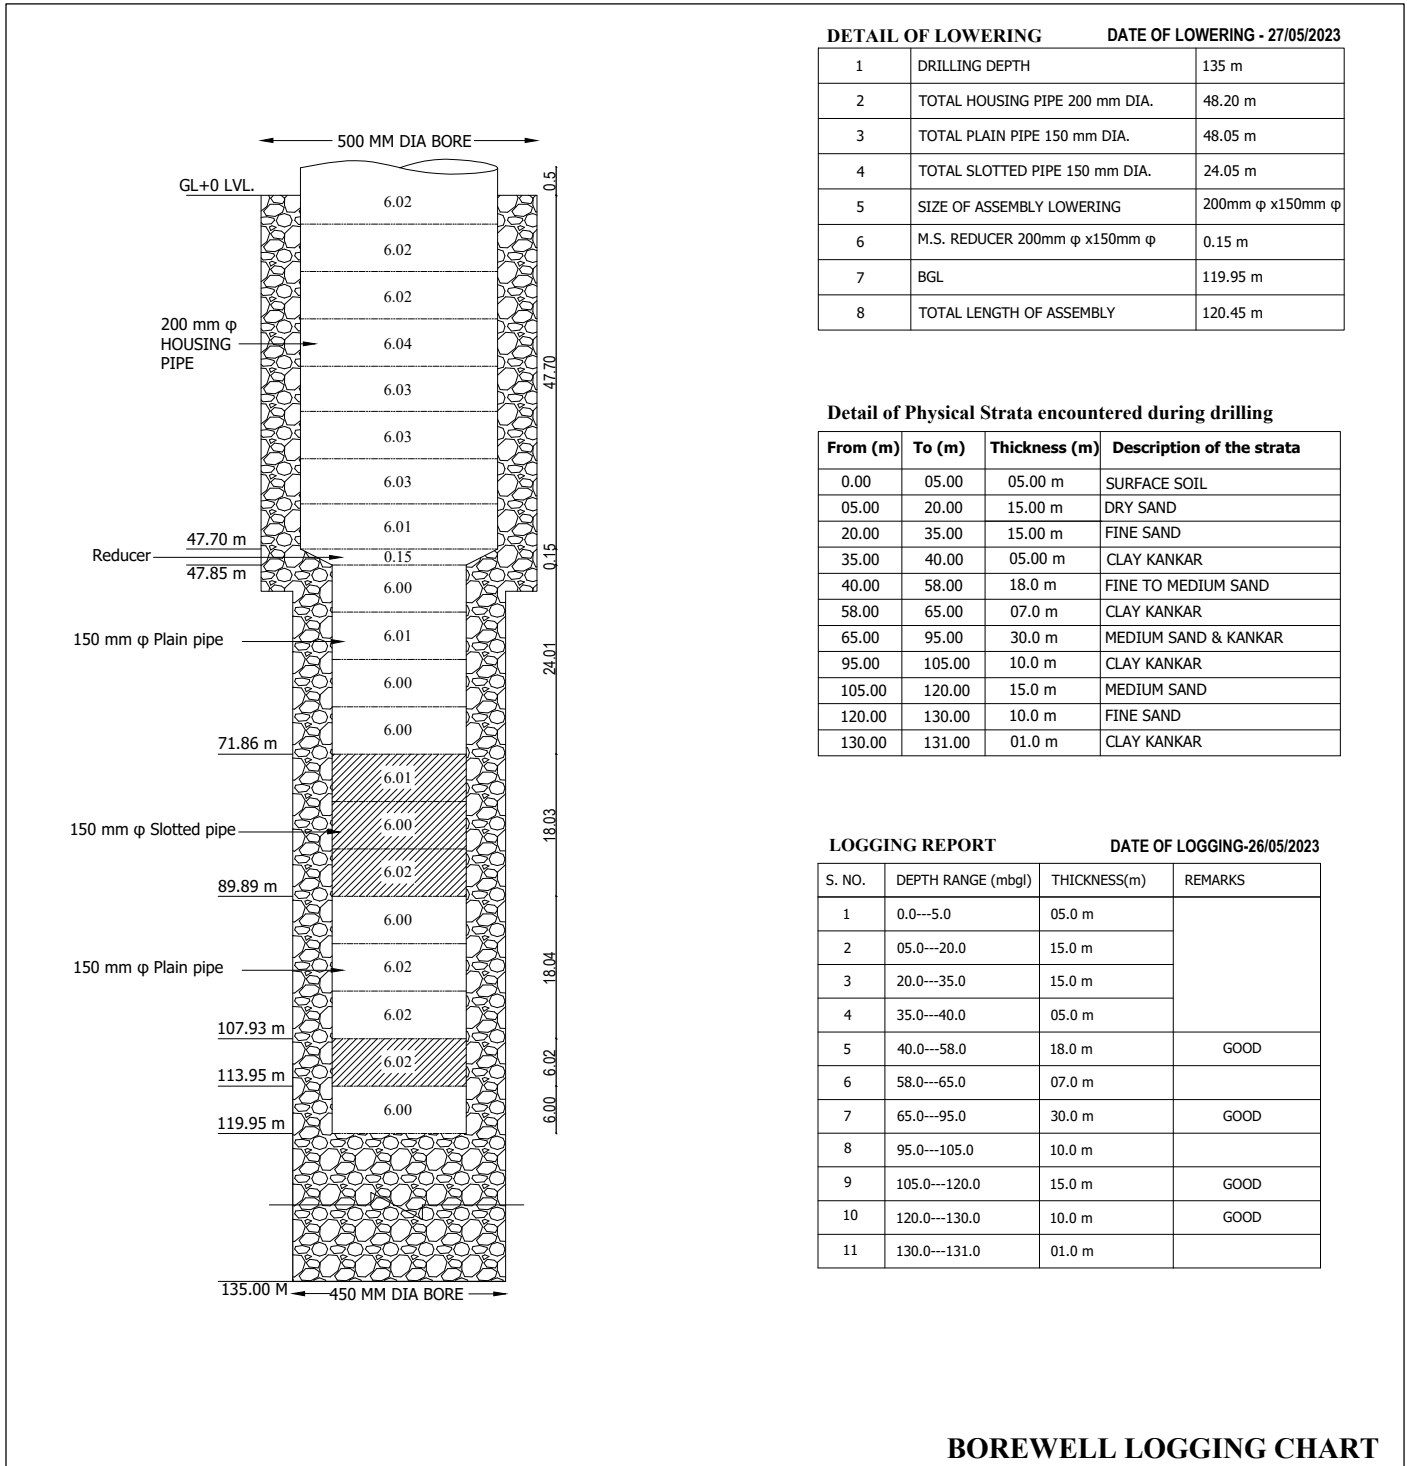 DETAIL OF LOWERING DATE OF LOWERING - 27/05/2023
1 DRILLING DEPTH 135 m
2 TOTAL HOUSING PIPE 200 mm DIA. 48.20 m
3 TOTAL PLAIN PIPE 150 mm DIA. 48.05 m
4 TOTAL SLOTTED PIPE 150 mm DIA. 24.05 m
5 SIZE OF ASSEMBLY LOWERING 200mm φ x150mm φ
6 M.S. REDUCER 200mm φ x150mm φ 0.15 m
7 BGL 119.95 m
8 TOTAL LENGTH OF ASSEMBLY 120.45 m
500 MM DIA BORE
GL+0 LVL.
0.5
6.02
6.02
6.02
200 mm φ
HOUSING
PIPE
6.04
47.70
6.03
6.03
6.03
6.01
47.70 m
Reducer
0.15
0.15
47.85 m
6.00
150 mm φ Plain pipe
6.01
24.01
6.00
6.00
71.86 m
6.01
150 mm φ Slotted pipe
6.00
18.03
6.02
89.89 m
6.00
150 mm φ Plain pipe
6.02
18.04
6.02
107.93 m
6.02
6.02
113.95 m
6.00
6.00
119.95 m
135.00 M
450 MM DIA BORE
Detail of Physical Strata encountered during drilling
From (m) To (m) Thickness (m) Description of the strata
0.00 05.00 05.00 m SURFACE SOIL
05.00 20.00 15.00 m DRY SAND
20.00 35.00 15.00 m FINE SAND
35.00 40.00 05.00 m CLAY KANKAR
40.00 58.00 18.0 m FINE TO MEDIUM SAND
58.00 65.00 07.0 m CLAY KANKAR
65.00 95.00 30.0 m MEDIUM SAND & KANKAR
95.00 105.00 10.0 m CLAY KANKAR
105.00 120.00 15.0 m MEDIUM SAND
120.00 130.00 10.0 m FINE SAND
130.00 131.00 01.0 m CLAY KANKAR
LOGGING REPORT DATE OF LOGGING-26/05/2023
S. NO. DEPTH RANGE (mbgl) THICKNESS(m) REMARKS
1 0.0---5.0 05.0 m
2 05.0---20.0 15.0 m
3 20.0---35.0 15.0 m
4 35.0---40.0 05.0 m
5 40.0---58.0 18.0 m GOOD
6 58.0---65.0 07.0 m
7 65.0---95.0 30.0 m GOOD
8 95.0---105.0 10.0 m
9 105.0---120.0 15.0 m GOOD
10 120.0---130.0 10.0 m GOOD
11 130.0---131.0 01.0 m
BOREWELL LOGGING CHART